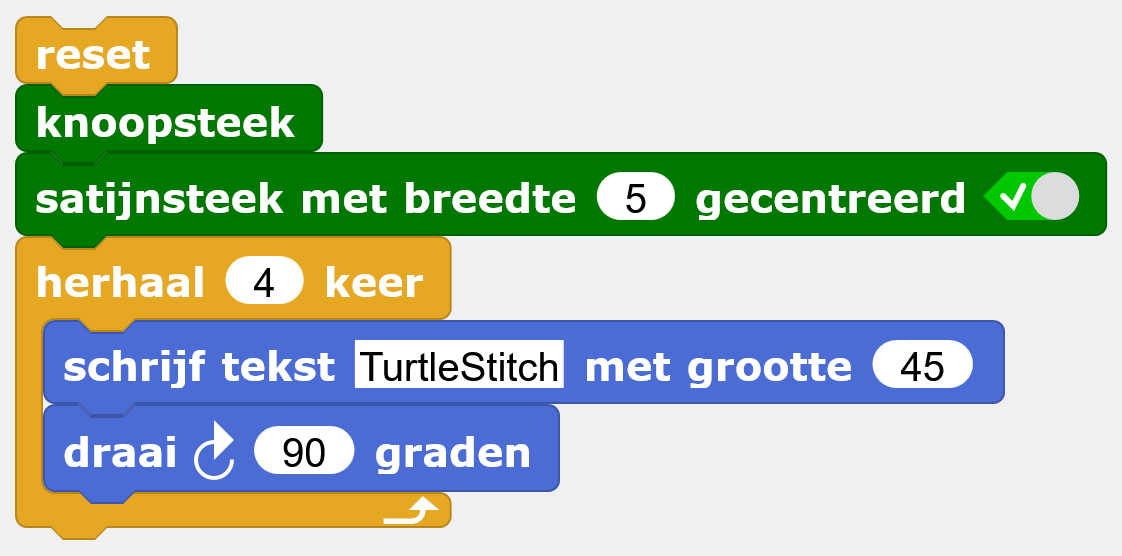 reset
knoopsteek
satijnsteek met breedte 5 gecentreerd
herhaal 4 keer
schrijf tekst TurtleStitch met grootte 45
draai 90 graden